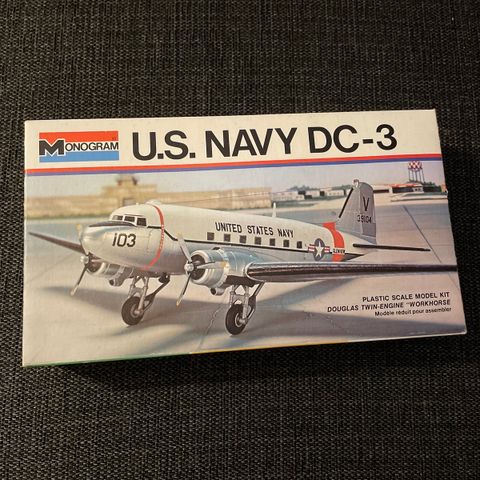 MONOGRAM
U.S. NAVY DC-3
V
39104
UNITED STATES NAVY
103
PLASTIC SCALE MODEL KIT
DOUGLAS TWIN-ENGINE "WORKHORSE
Modèle réduit pour assembler